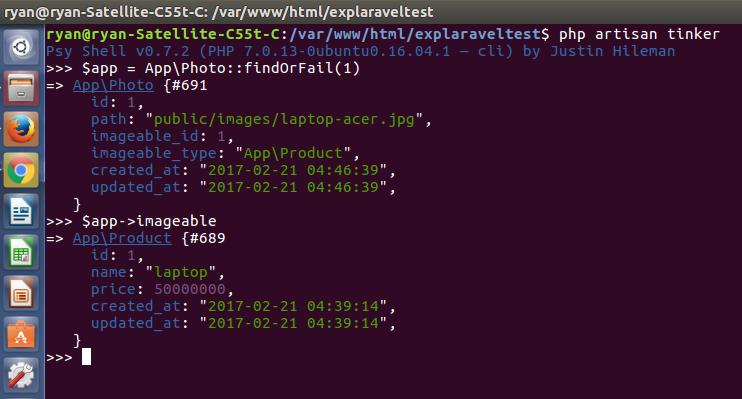 ryan@ryan-Satellite-C55t-C: /var/www/html/explaraveltest
ryan@ryan-Satellite-C55t-C:/var/www/html/explaraveltest$ php artisan tinker
Psy Shell v0.7.2 (PHP 7.0.13-0ubuntu0.16.04.1 — cli) by Justin Hileman
>>> $app = App\Photo::findOrFail(1)
=> App\Photo {#691
     id: 1,
     path: "public/images/laptop-acer.jpg",
     imageable_id: 1,
     imageable_type: "App\Product",
     created_at: "2017-02-21 04:46:39",
     updated_at: "2017-02-21 04:46:39",
   }
>>> $app->imageable
=> App\Product {#689
     id: 1,
     name: "laptop",
     price: 50000000,
     created_at: "2017-02-21 04:39:14",
     updated_at: "2017-02-21 04:39:14",
   }
>>>